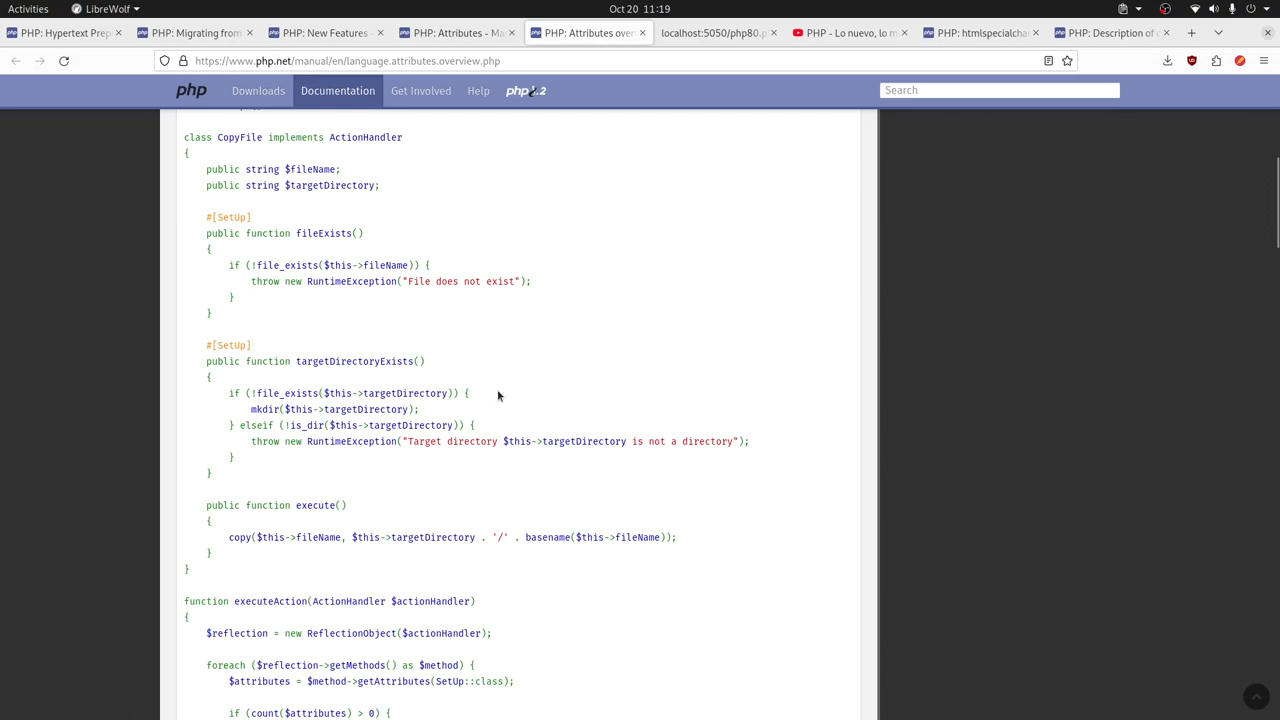 Activities
LibreWolf
Oct 20 11:19
PHP: Hypertext Prep
PHP: Migrating from
PHP: New Features -
PHP: Attributes - Ma
PHP: Attributes over
localhost:5050/php80.p
PHP - Lo nuevo, lo m
PHP: htmlspecialchar
PHP: Description of c
https://www.php.net/manual/en/language.attributes.overview.php
php
Downloads
Documentation
Get Involved
Help
Search
class CopyFile implements ActionHandler
{
public string $fileName;
public string $targetDirectory;
#[SetUp]
public function fileExists()
{
if (!file_exists($this->fileName)) {
throw new RuntimeException("File does not exist");
}
}
#[SetUp]
public function targetDirectoryExists()
{
if (!file_exists($this->targetDirectory)) {
mkdir($this->targetDirectory);
} elseif (!is_dir($this->targetDirectory)) {
throw new RuntimeException("Target directory $this->targetDirectory is not a directory");
}
}
public function execute()
{
copy($this->fileName, $this->targetDirectory . '/' . basename($this->fileName));
}
}
function executeAction(ActionHandler $actionHandler)
{
$reflection = new ReflectionObject($actionHandler);
foreach ($reflection->getMethods() as $method) {
$attributes = $method->getAttributes(SetUp::class);
if (count($attributes) > 0) {